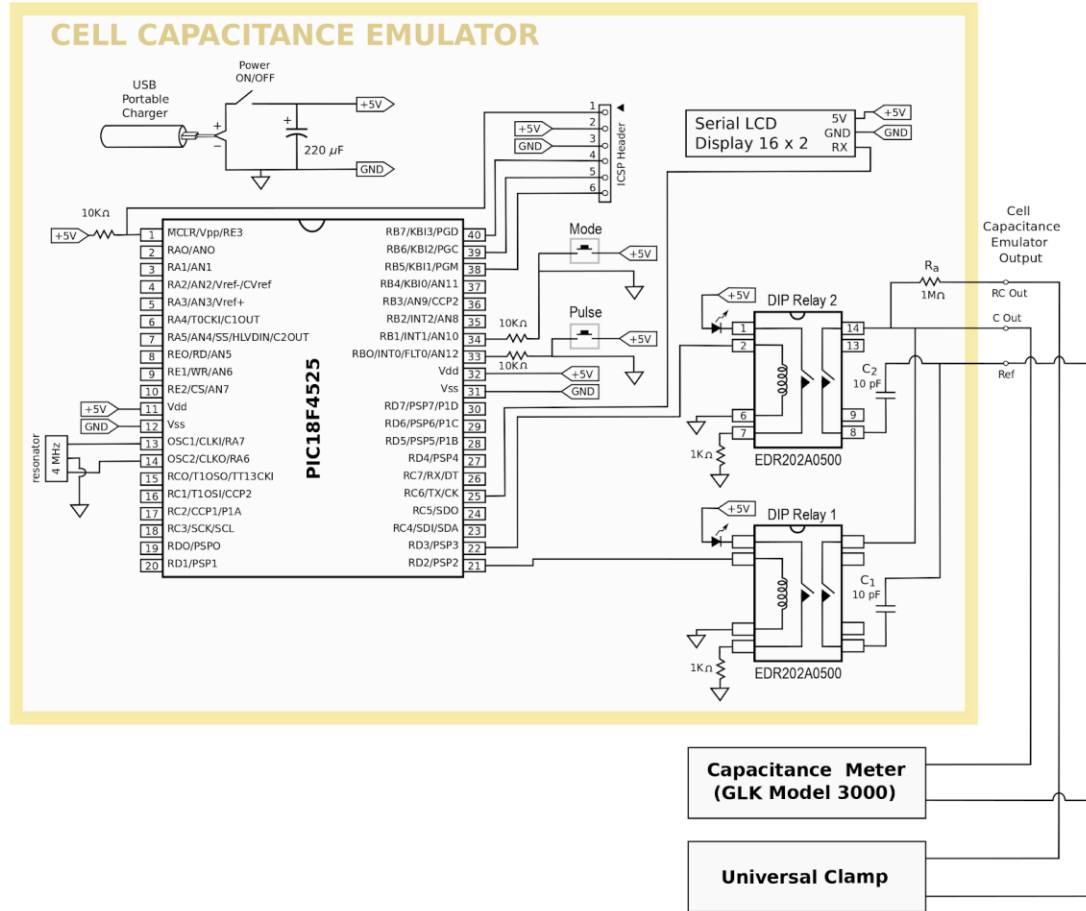 CELL CAPACITANCE EMULATOR
USB
Portable
Charger
Power
ON/OFF
+
−
+
220 µF
+5V
GND
1
2
3
4
5
6
+5V
GND
ICSP Header
Serial LCD
Display 16 x 2
5V
GND
RX
+5V
GND
10KΩ
+5V
PIC18F4525
1 MCLR/Vpp/RE3
2 RAO/ANO
3 RA1/AN1
4 RA2/AN2/Vref-/CVref
5 RA3/AN3/Vref+
6 RA4/T0CKI/C1OUT
7 RA5/AN4/SS/HLVDIN/C2OUT
8 REO/RD/AN5
9 RE1/WR/AN6
10 RE2/CS/AN7
+5V 11 Vdd
GND 12 Vss
13 OSC1/CLKI/RA7
14 OSC2/CLKO/RA6
15 RCO/T1OSO/TT13CKI
16 RC1/T1OSI/CCP2
17 RC2/CCP1/P1A
18 RC3/SCK/SCL
19 RDO/PSPO
20 RD1/PSP1
resonator
4 MHz
RB7/KBI3/PGD 40
RB6/KBI2/PGC 39
RB5/KBI1/PGM 38
RB4/KBI0/AN11 37
RB3/AN9/CCP2 36
RB2/INT2/AN8 35
RB1/INT1/AN10 34
RBO/INT0/FLT0/AN12 33
Vdd 32 +5V
Vss 31 GND
RD7/PSP7/P1D 30
RD6/PSP6/P1C 29
RD5/PSP5/P1B 28
RD4/PSP4 27
RC7/RX/DT 26
RC6/TX/CK 25
RC5/SDO 24
RC4/SDI/SDA 23
RD3/PSP3 22
RD2/PSP2 21
Mode
+5V
10KΩ
Pulse
+5V
10KΩ
+5V
DIP Relay 2
1
2
6
7
14
13
9
8
1KΩ
EDR202A0500
C2
10 pF
+5V
DIP Relay 1
1KΩ
EDR202A0500
C1
10 pF
Cell
Capacitance
Emulator
Output
Ra
1MΩ
RC Out
C Out
Ref
Capacitance Meter
(GLK Model 3000)
Universal Clamp